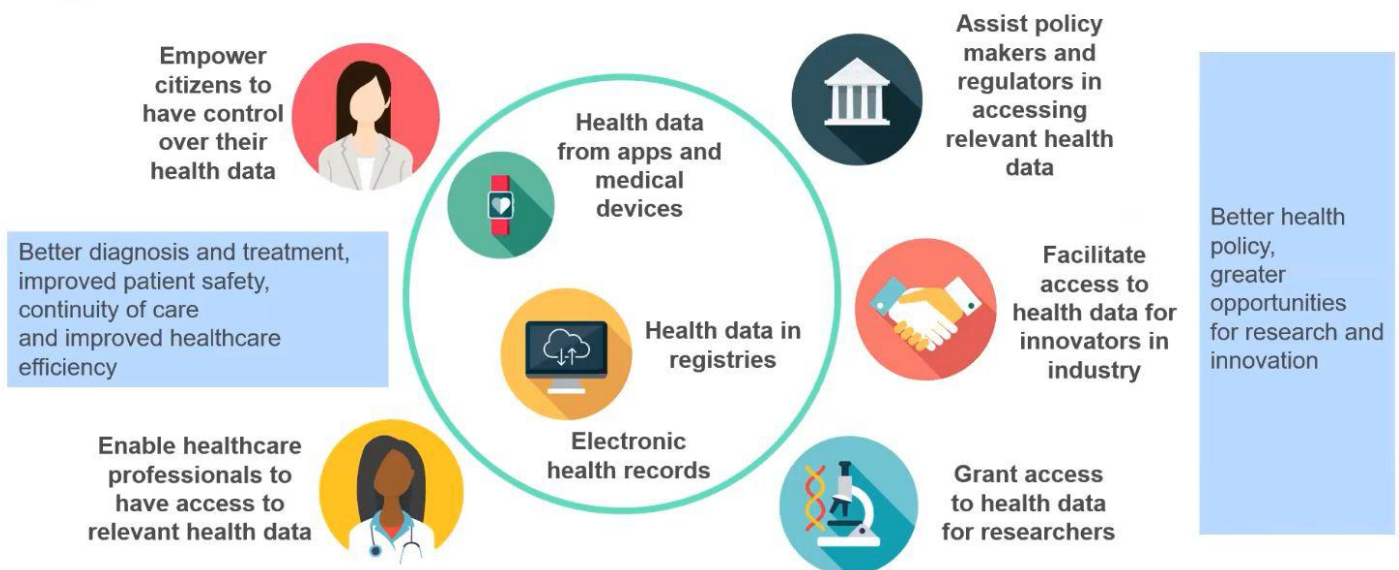 Empower
citizens to
have control
over their
health data
Better diagnosis and treatment,
improved patient safety,
continuity of care
and improved healthcare
efficiency
Enable healthcare
professionals to
have access to
relevant health data
Health data
from apps and
medical
devices
Health data in
registries
Electronic
health records
Assist policy
makers and
regulators in
accessing
relevant health
data
Facilitate
access to
health data for
innovators in
industry
Grant access
to health data
for researchers
Better health
policy,
greater
opportunities
for research and
innovation